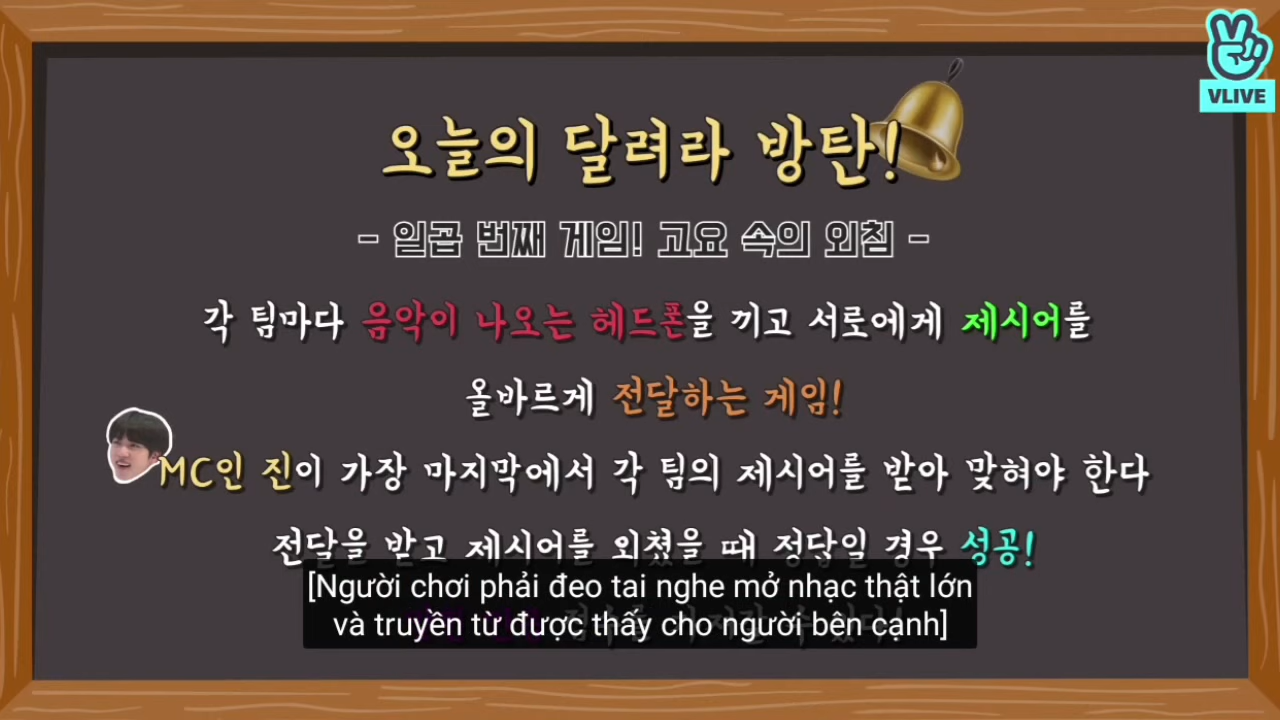 VLIVE
오늘의 달려라 방탄!
- 일곱 번째 게임! 고요 속의 외침 -
각 팀마다 음악이 나오는 헤드폰을 끼고 서로에게 제시어를
올바르게 전달하는 게임!
MC인 진이 가장 마지막에서 각 팀의 제시어를 받아 맞혀야 한다
전달을 받고 제시어를 외쳤을 때 정답일 경우 성공!
[Người chơi phải đeo tai nghe mở nhạc thật lớn
và truyền từ được thấy cho người bên cạnh]